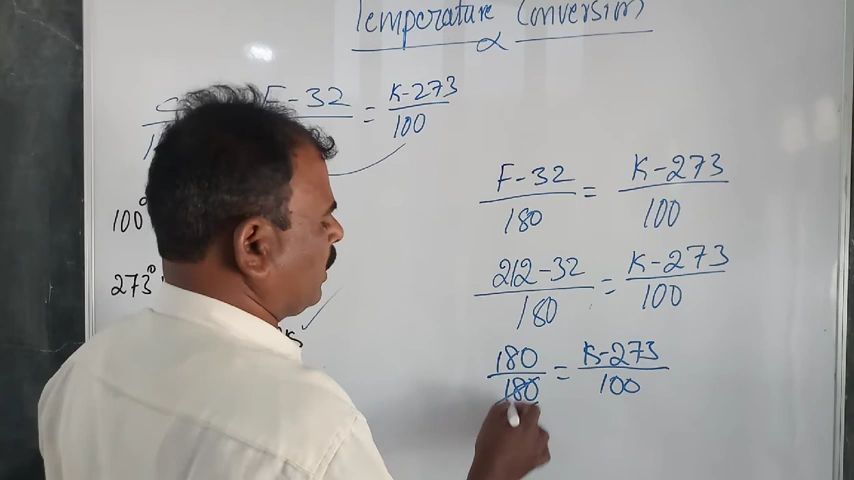 Temperature Conversion
F-32 = K-273
100
100°
273°
F-32 = K-273
180 100
212-32 = K-273
180 100
180 = K-273
180 100